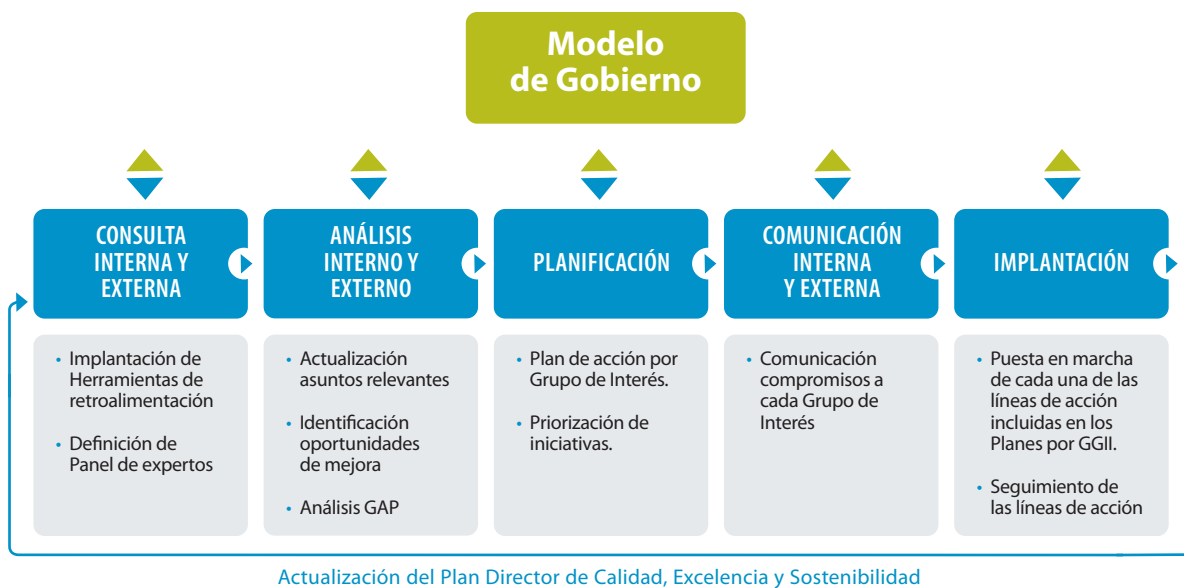 Modelo
de Gobierno
CONSULTA
INTERNA Y
EXTERNA
• Implantación de
Herramientas de
retroalimentación
• Definición de
Panel de expertos
ANÁLISIS
INTERNO Y
EXTERNO
• Actualización
asuntos relevantes
• Identificación
oportunidades
de mejora
• Análisis GAP
PLANIFICACIÓN
• Plan de acción por
Grupo de Interés.
• Priorización de
iniciativas.
COMUNICACIÓN
INTERNA
Y EXTERNA
• Comunicación
compromisos a
cada Grupo de
Interés
IMPLANTACIÓN
• Puesta en marcha
de cada una de las
líneas de acción
incluidas en los
Planes por GGII.
• Seguimiento de
las líneas de acción
Actualización del Plan Director de Calidad, Excelencia y Sostenibilidad